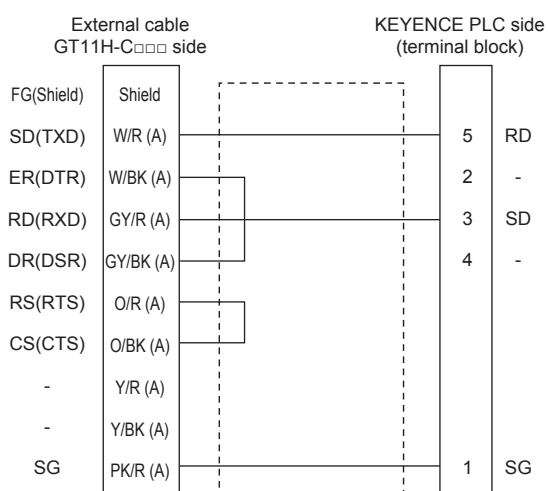 External cable
GT11H-C□□□ side
KEYENCE PLC side
(terminal block)
FG(Shield) Shield
SD(TXD) W/R (A) 5 RD
ER(DTR) W/BK (A) 2 -
RD(RXD) GY/R (A) 3 SD
DR(DSR) GY/BK (A) 4 -
RS(RTS) O/R (A)
CS(CTS) O/BK (A)
- Y/R (A)
- Y/BK (A)
SG PK/R (A) 1 SG